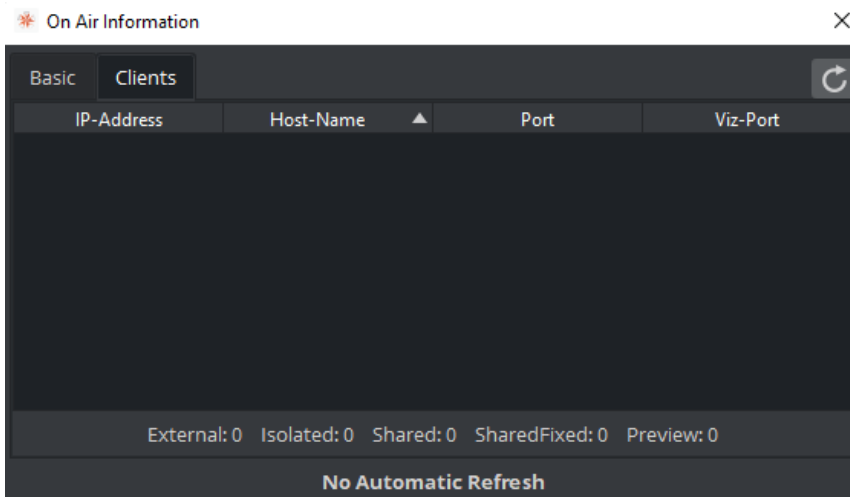 On Air Information
Basic Clients
IP-Address Host-Name Port Viz-Port
External: 0 Isolated: 0 Shared: 0 SharedFixed: 0 Preview: 0
No Automatic Refresh